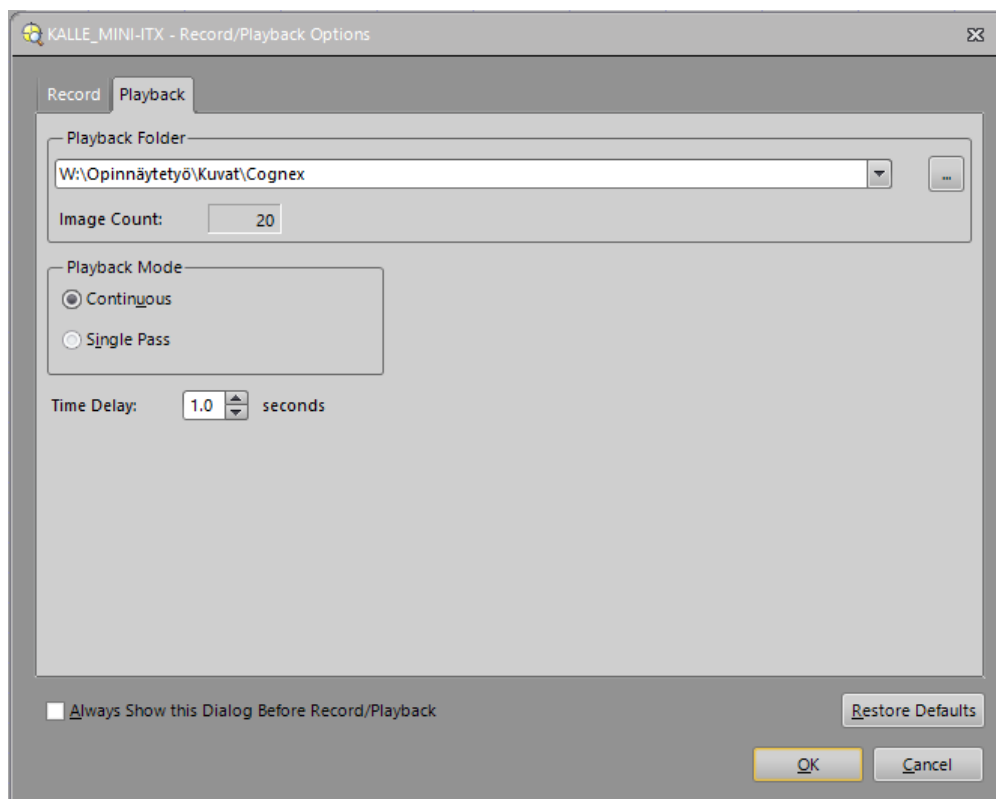 KALLE_MINI-ITX - Record/Playback Options
Record Playback
Playback Folder
W:\Opinnäytetyö\Kuvat\Cognex
...
Image Count: 20
Playback Mode
Continuous
Single Pass
Time Delay: 1.0 seconds
Always Show this Dialog Before Record/Playback
Restore Defaults
OK Cancel